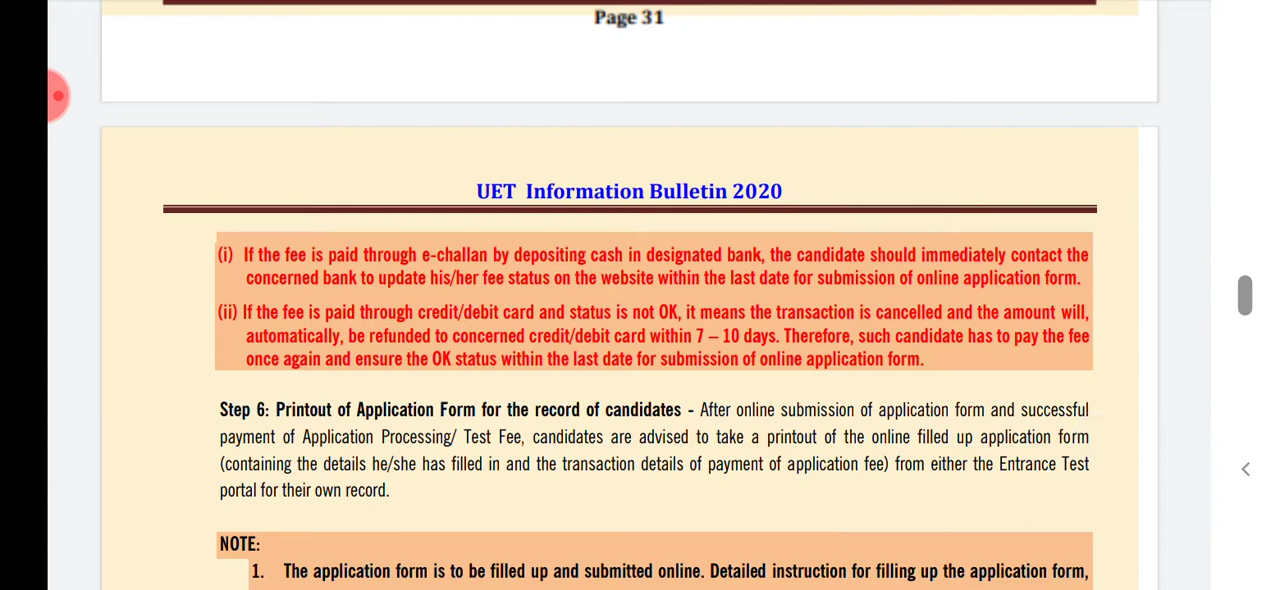 Page 31
UET Information Bulletin 2020
(i) If the fee is paid through e-challan by depositing cash in designated bank, the candidate should immediately contact the
concerned bank to update his/her fee status on the website within the last date for submission of online application form.
(ii) If the fee is paid through credit/debit card and status is not OK, it means the transaction is cancelled and the amount will,
automatically, be refunded to concerned credit/debit card within 7 – 10 days. Therefore, such candidate has to pay the fee
once again and ensure the OK status within the last date for submission of online application form.
Step 6: Printout of Application Form for the record of candidates - After online submission of application form and successful
payment of Application Processing/ Test Fee, candidates are advised to take a printout of the online filled up application form
(containing the details he/she has filled in and the transaction details of payment of application fee) from either the Entrance Test
portal for their own record.
NOTE:
1. The application form is to be filled up and submitted online. Detailed instruction for filling up the application form,